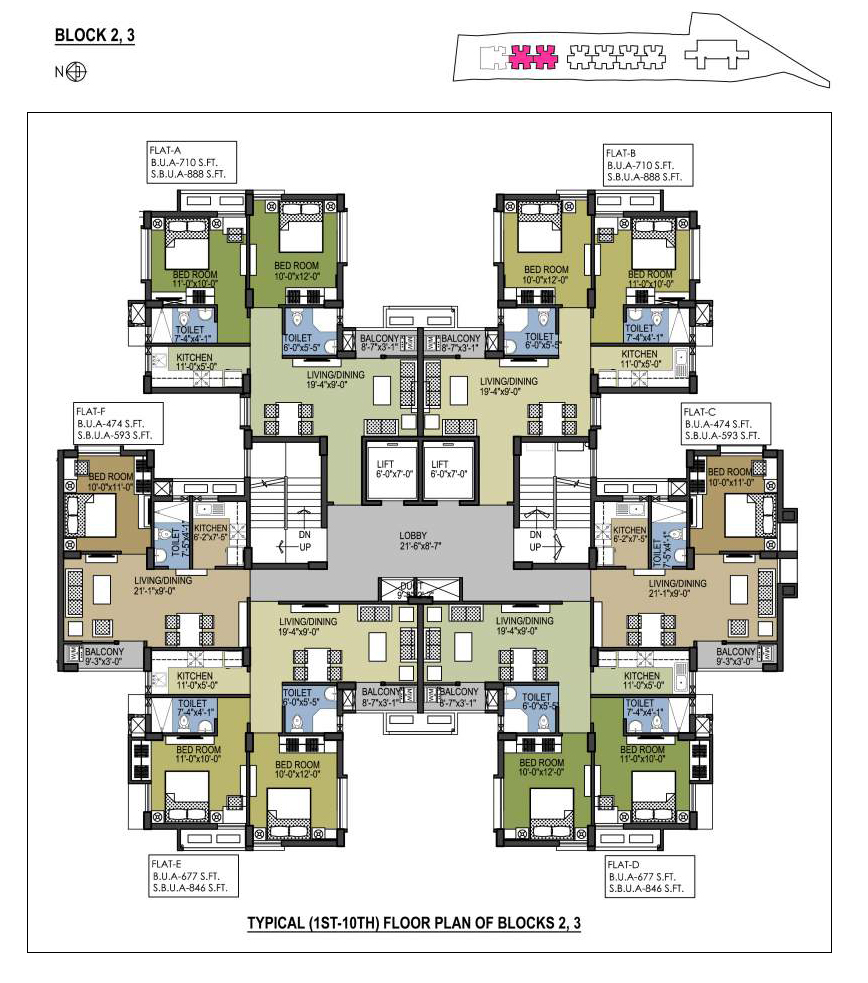 BLOCK 2, 3
N
FLAT-A
B.U.A-710 S.FT.
S.B.U.A-888 S.FT.
FLAT-B
B.U.A-710 S.FT.
S.B.U.A-888 S.FT.
BED ROOM
11'-0"x10'-0"
BED ROOM
10'-0"x12'-0"
BED ROOM
10'-0"x12'-0"
BED ROOM
11'-0"x10'-0"
TOILET
7'-4"x4'-1"
TOILET
6'-0"x5'-5"
BALCONY
8'-7"x3'-1"
BALCONY
8'-7"x3'-1"
TOILET
6'-0"x5'-5"
TOILET
7'-4"x4'-1"
KITCHEN
11'-0"x5'-0"
LIVING/DINING
19'-4"x9'-0"
LIVING/DINING
19'-4"x9'-0"
KITCHEN
11'-0"x5'-0"
FLAT-F
B.U.A-474 S.FT.
S.B.U.A-593 S.FT.
FLAT-C
B.U.A-474 S.FT.
S.B.U.A-593 S.FT.
BED ROOM
10'-0"x11'-0"
LIFT
6'-0"x7'-0"
LIFT
6'-0"x7'-0"
BED ROOM
10'-0"x11'-0"
TOILET
7'-5"x4'-1"
KITCHEN
6'-2"x7'-5"
DN
UP
LOBBY
21'-6"x8'-7"
DN
UP
KITCHEN
6'-2"x7'-5"
TOILET
7'-5"x4'-1"
LIVING/DINING
21'-1"x9'-0"
DUCT
LIVING/DINING
21'-1"x9'-0"
LIVING/DINING
19'-4"x9'-0"
LIVING/DINING
19'-4"x9'-0"
BALCONY
9'-3"x3'-0"
BALCONY
9'-3"x3'-0"
KITCHEN
11'-0"x5'-0"
TOILET
6'-0"x5'-5"
BALCONY
8'-7"x3'-1"
BALCONY
8'-7"x3'-1"
TOILET
6'-0"x5'-5"
KITCHEN
11'-0"x5'-0"
TOILET
7'-4"x4'-1"
TOILET
7'-4"x4'-1"
BED ROOM
11'-0"x10'-0"
BED ROOM
10'-0"x12'-0"
BED ROOM
10'-0"x12'-0"
BED ROOM
11'-0"x10'-0"
FLAT-E
B.U.A-677 S.FT.
S.B.U.A-846 S.FT.
FLAT-D
B.U.A-677 S.FT.
S.B.U.A-846 S.FT.
TYPICAL (1ST-10TH) FLOOR PLAN OF BLOCKS 2, 3